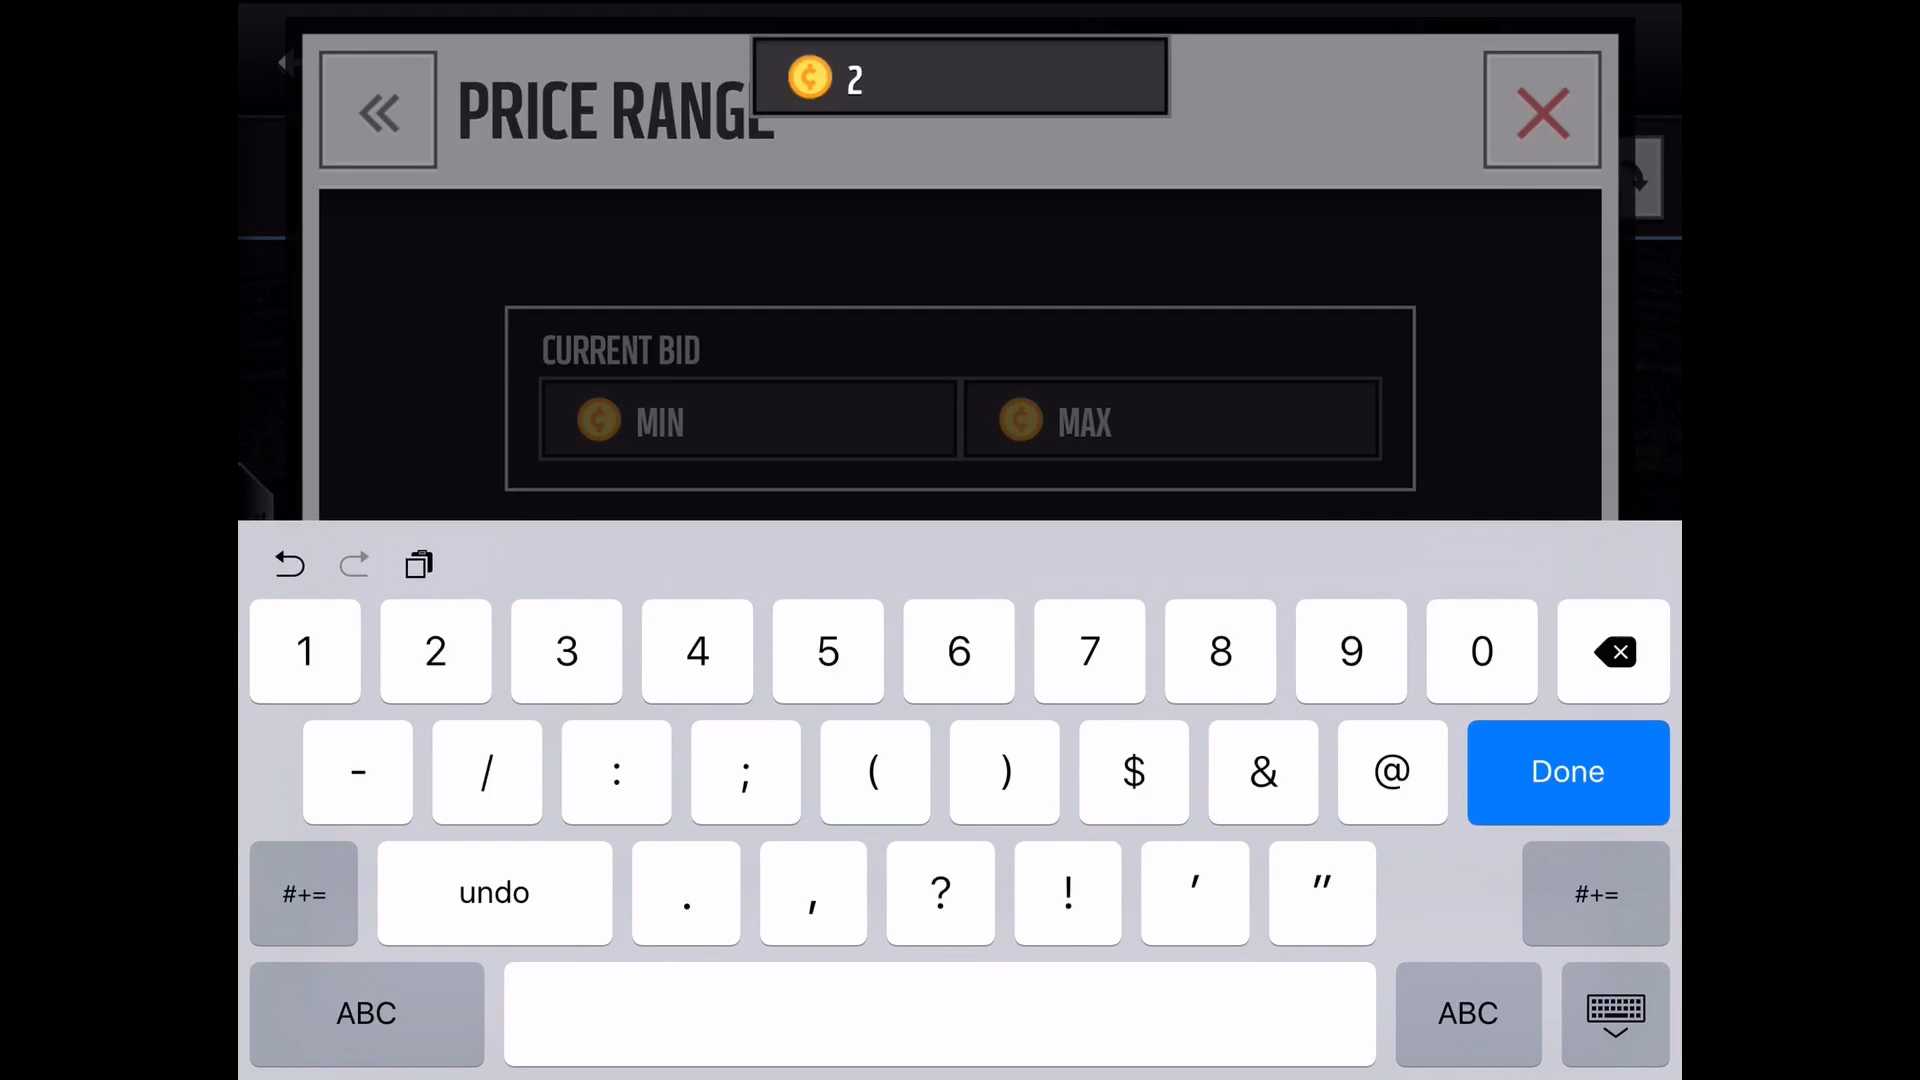 PRICE RANGE
2
CURRENT BID
MIN MAX
1 2 3 4 5 6 7 8 9 0
- / : ; ( ) $ & @ Done
#+= undo . , ? ! ' " #+=
ABC ABC